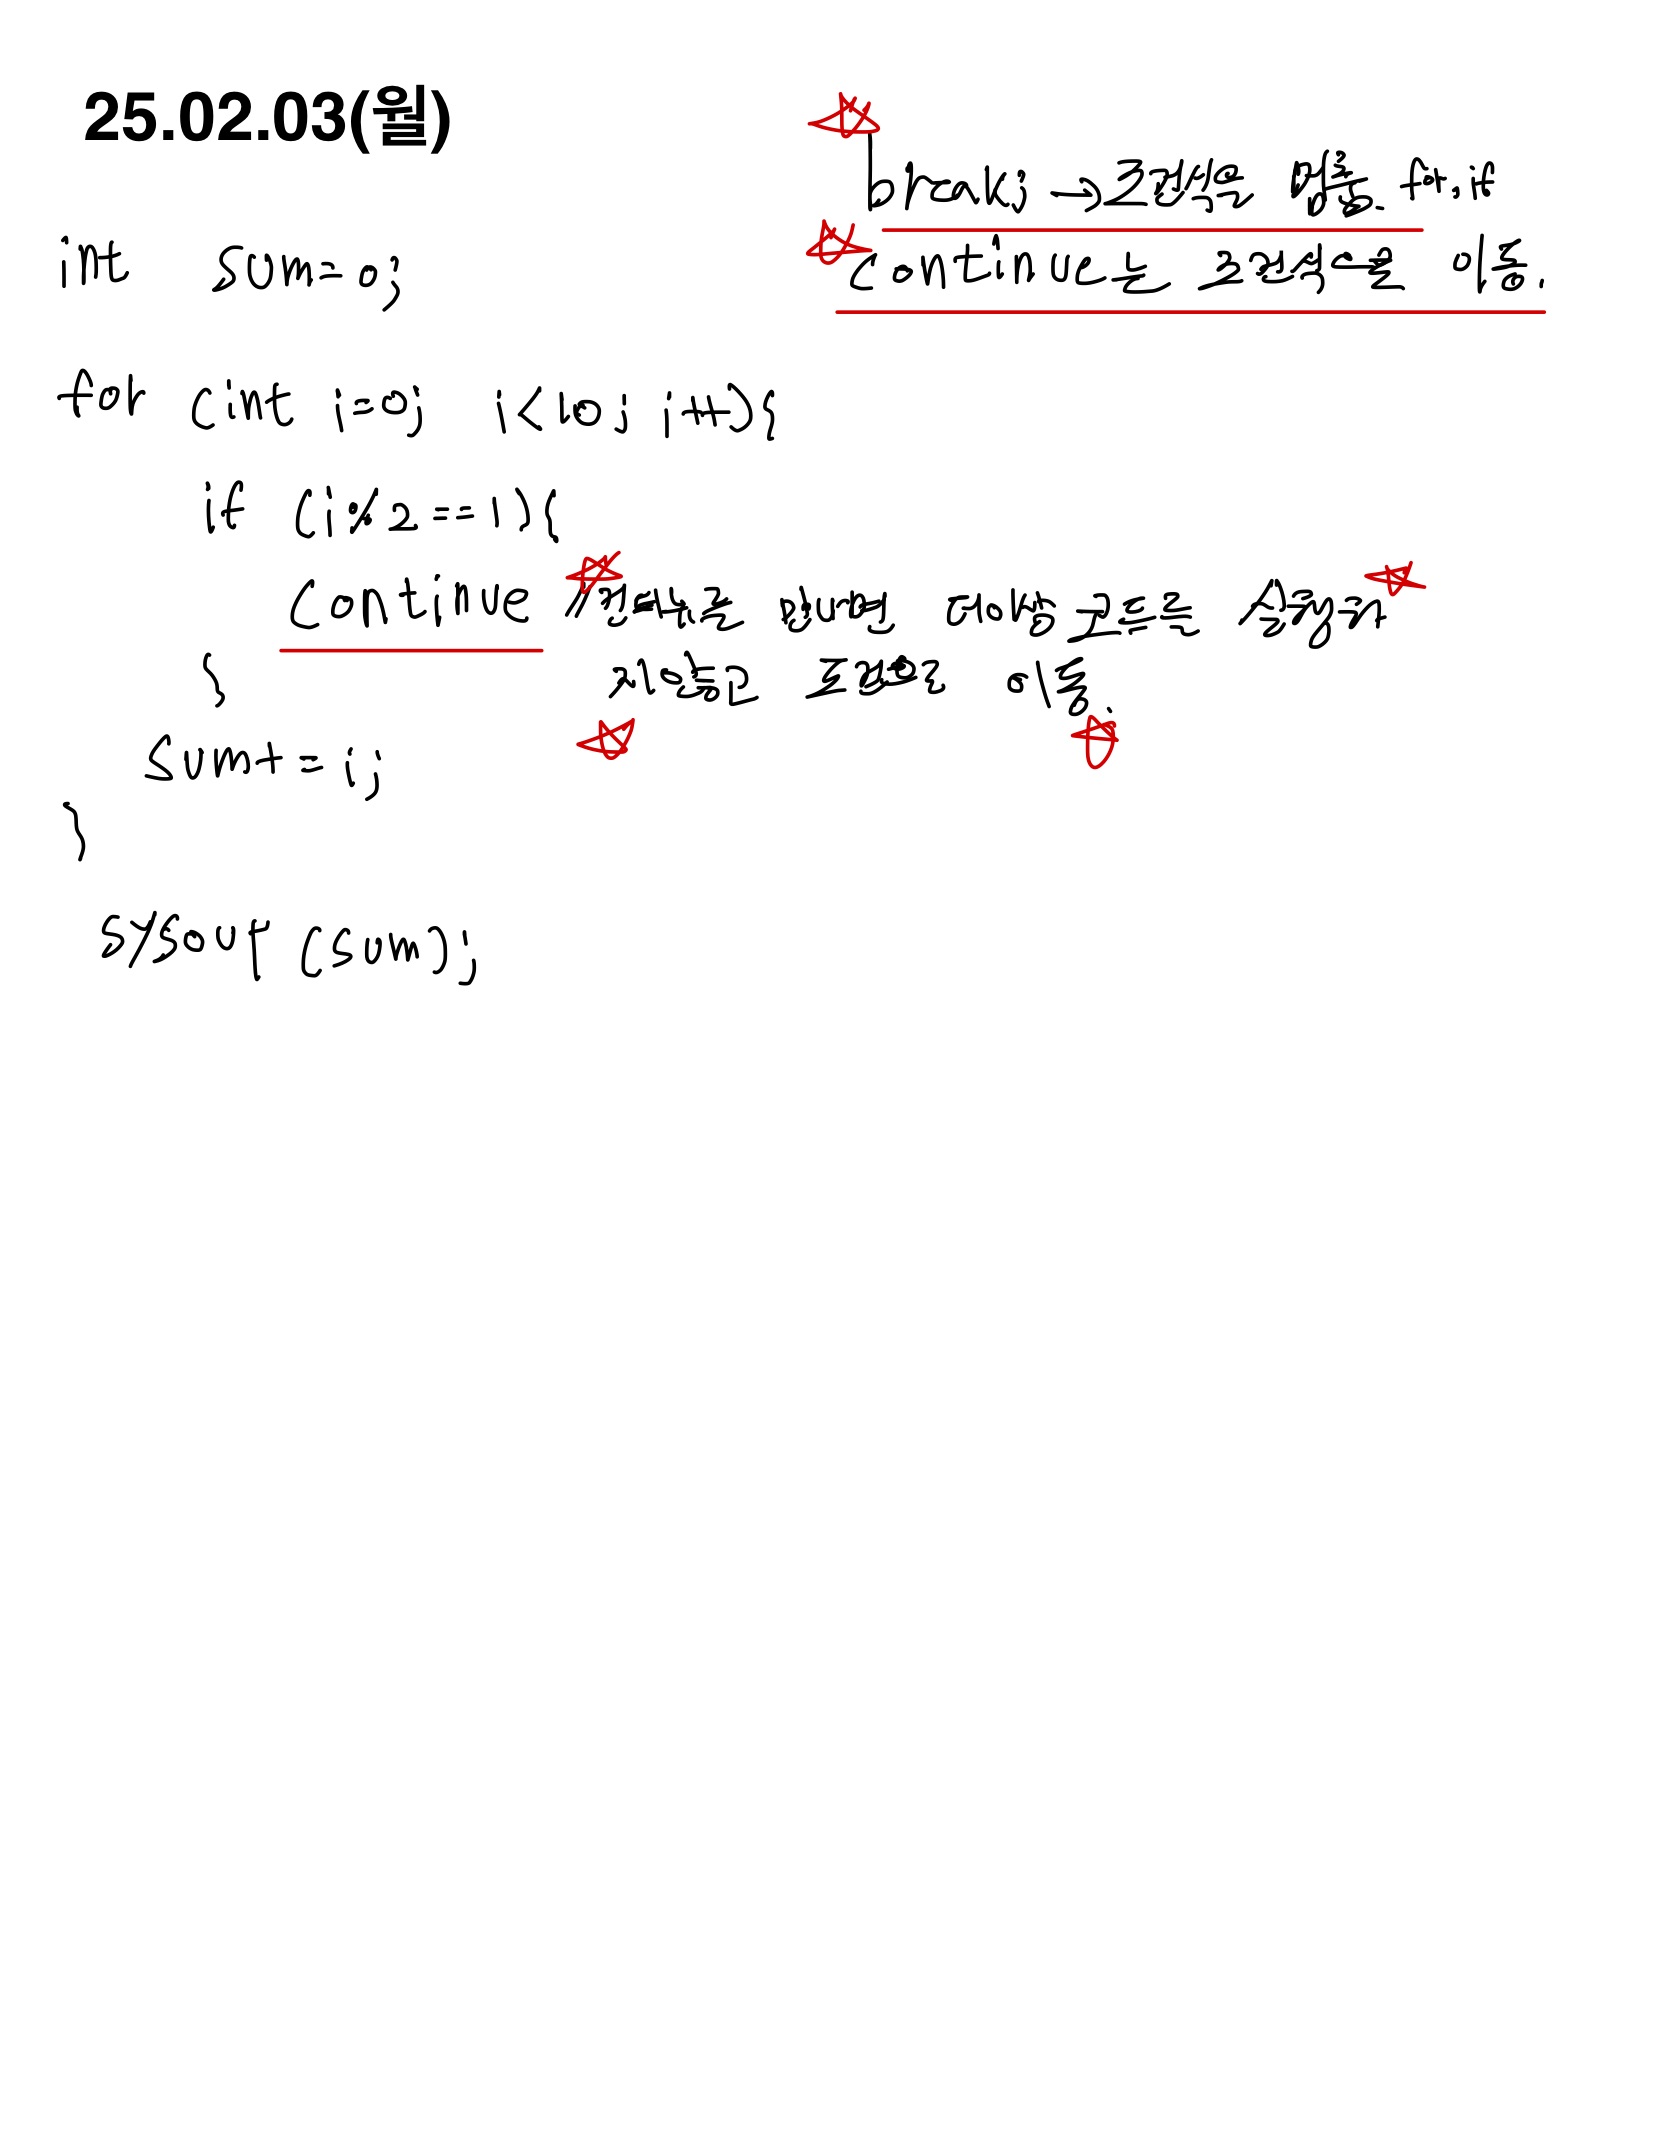 25.02.03(월)
break; →조건식을 멈춤. for, if
continue는 조건식으로 이동.
int sum=0;
for (int i=0; i<10; i++){
if (i%2==1){
continue //컨티뉴를 만나면 더이상 코드를 실행하
}
지않고 조건으로 이동.
sum+=i;
}
sysout (sum);